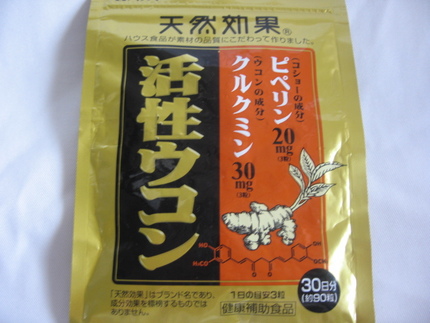 天然効果®
ハウス食品が素材の品質にこだわって作りました。
活性ウコン
(コショーの成分)
ピペリン
20mg
(3粒)
(ウコンの成分)
クルクミン
30mg
(3粒)
HO
H₃CO
O
O
OH
OCH₃
30日分
(約90粒)
「天然効果」はブランド名であり、
成分効果を標榜するものでは
ありません。
1日の目安3粒
健康補助食品